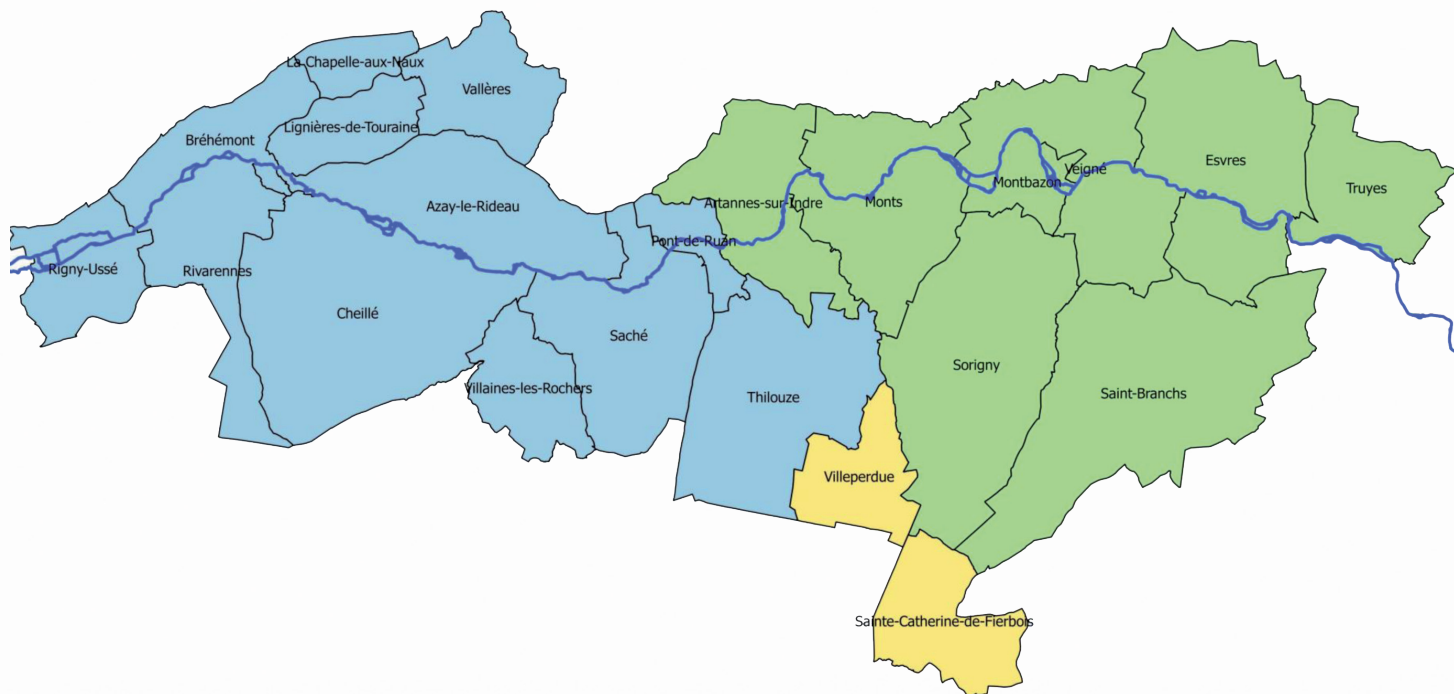 La Chapelle-aux-Naux
Vallères
Lignières-de-Touraine
Bréhémont
Azay-le-Rideau
Rigny-Ussé
Rivarennes
Cheillé
Villaines-les-Rochers
Saché
Pont-de-Ruan
Thilouze
Artannes-sur-Indre
Monts
Montbazon
Veigné
Esvres
Truyes
Sorigny
Saint-Branchs
Villeperdue
Sainte-Catherine-de-Fierbois